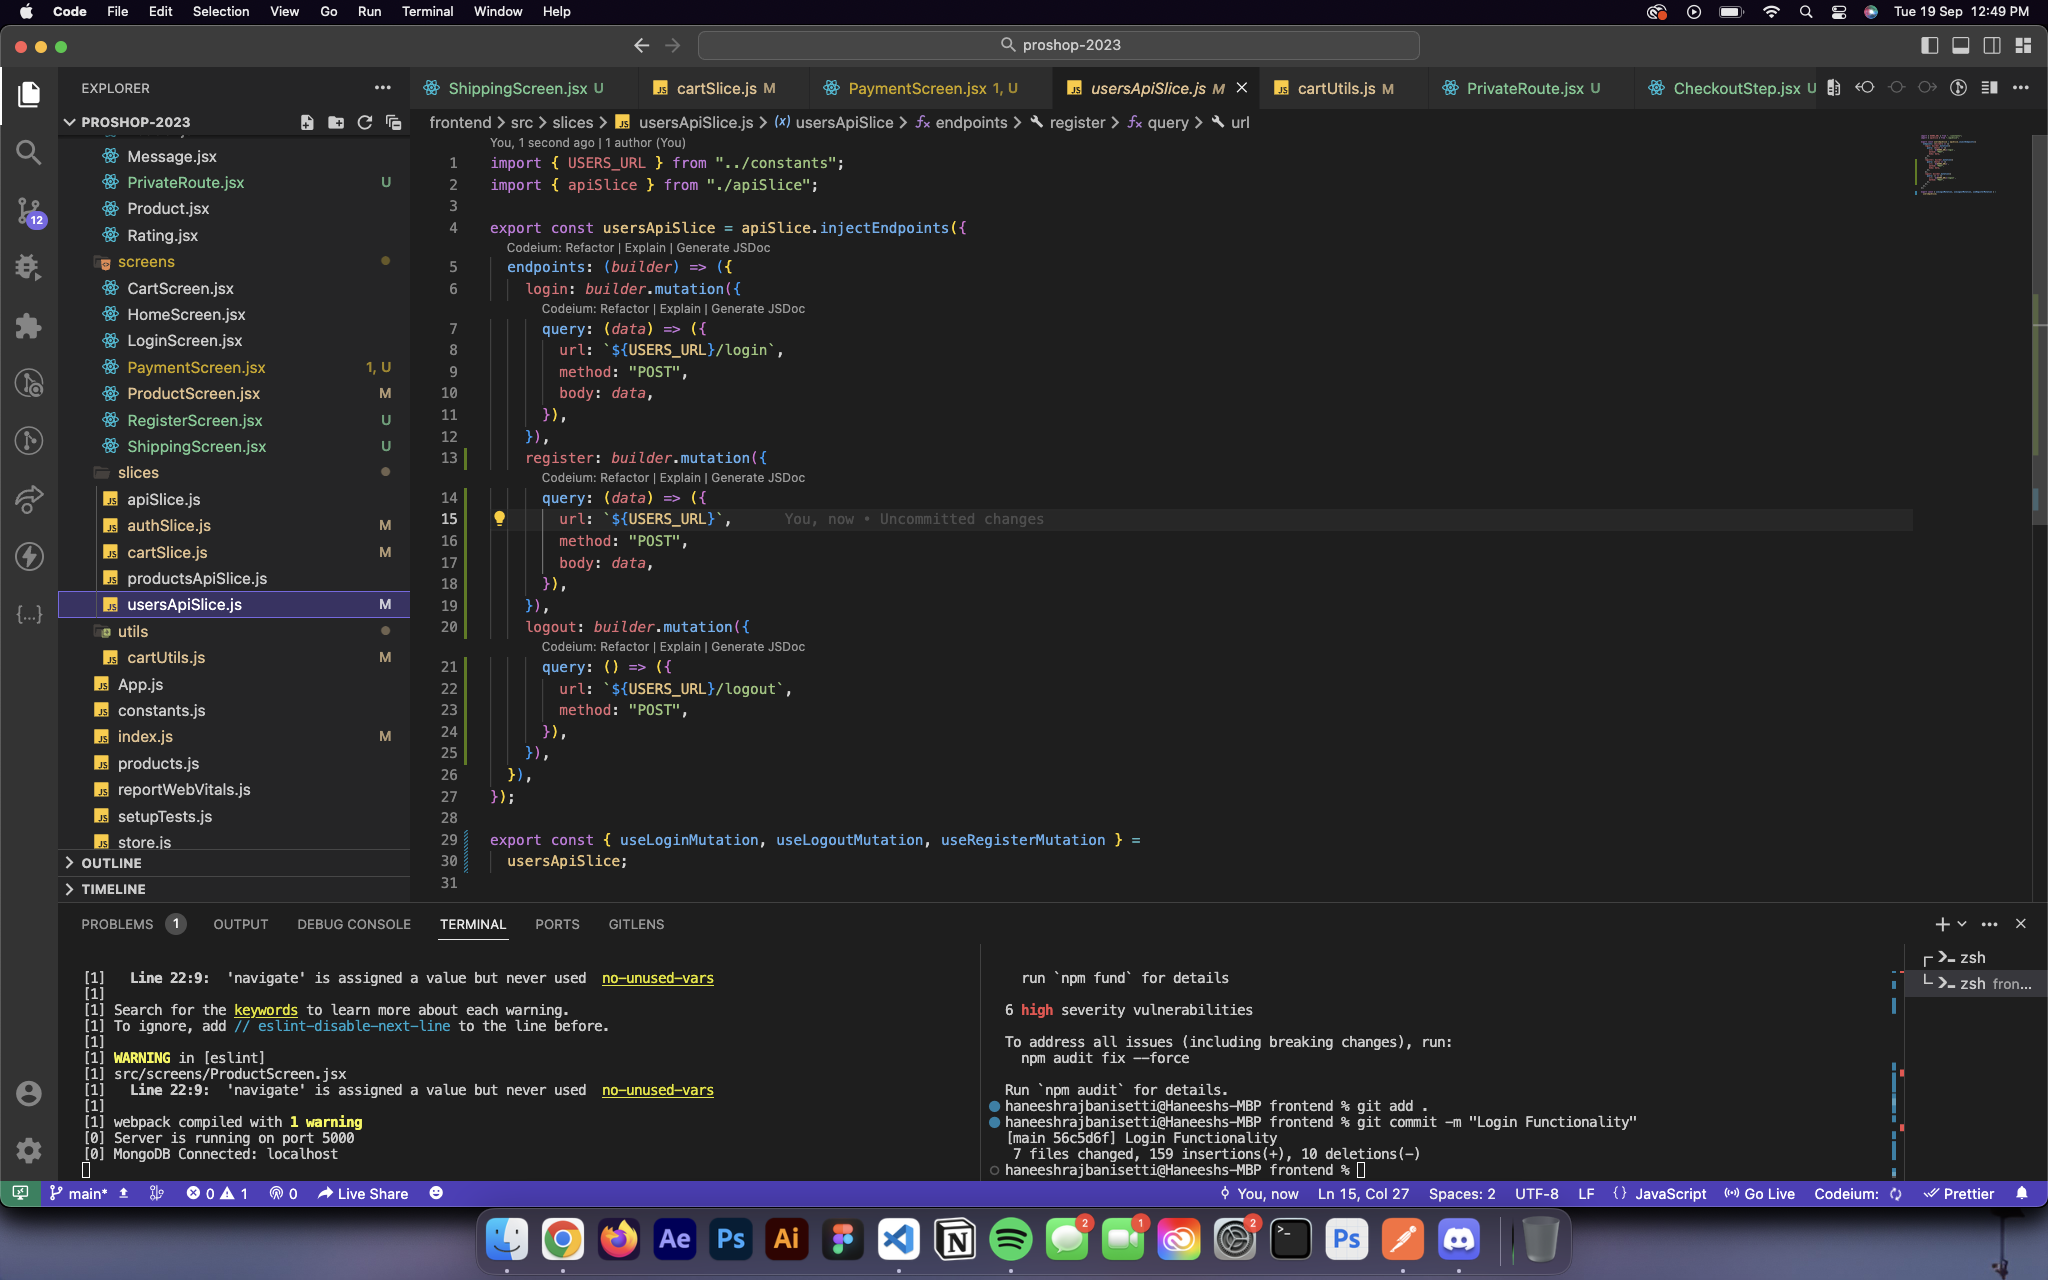 Code File Edit Selection View Go Run Terminal Window Help
Tue 19 Sep 12:49 PM
proshop-2023
EXPLORER
PROSHOP-2023
Message.jsx
PrivateRoute.jsx U
Product.jsx
Rating.jsx
screens
CartScreen.jsx
HomeScreen.jsx
LoginScreen.jsx
PaymentScreen.jsx 1, U
ProductScreen.jsx M
RegisterScreen.jsx U
ShippingScreen.jsx U
slices
apiSlice.js
authSlice.js M
cartSlice.js M
productsApiSlice.js
usersApiSlice.js M
utils
cartUtils.js M
App.js
constants.js
index.js M
products.js
reportWebVitals.js
setupTests.js
store.js
OUTLINE
TIMELINE
12
ShippingScreen.jsx U
cartSlice.js M
PaymentScreen.jsx 1, U
usersApiSlice.js M
cartUtils.js M
PrivateRoute.jsx U
CheckoutStep.jsx U
frontend > src > slices > usersApiSlice.js > usersApiSlice > endpoints > register > query > url
You, 1 second ago | 1 author (You)
1 import { USERS_URL } from "../constants";
2 import { apiSlice } from "./apiSlice";
3
4 export const usersApiSlice = apiSlice.injectEndpoints({
Codeium: Refactor | Explain | Generate JSDoc
5 endpoints: (builder) => ({
6 login: builder.mutation({
Codeium: Refactor | Explain | Generate JSDoc
7 query: (data) => ({
8 url: `${USERS_URL}/login`,
9 method: "POST",
10 body: data,
11 }),
12 }),
13 register: builder.mutation({
Codeium: Refactor | Explain | Generate JSDoc
14 query: (data) => ({
15 url: `${USERS_URL}`, You, now • Uncommitted changes
16 method: "POST",
17 body: data,
18 }),
19 }),
20 logout: builder.mutation({
Codeium: Refactor | Explain | Generate JSDoc
21 query: () => ({
22 url: `${USERS_URL}/logout`,
23 method: "POST",
24 }),
25 }),
26 }),
27 });
28
29 export const { useLoginMutation, useLogoutMutation, useRegisterMutation } =
30 usersApiSlice;
31
PROBLEMS 1 OUTPUT DEBUG CONSOLE TERMINAL PORTS GITLENS
[1] Line 22:9: 'navigate' is assigned a value but never used no-unused-vars
[1]
[1] Search for the keywords to learn more about each warning.
[1] To ignore, add // eslint-disable-next-line to the line before.
[1]
[1] WARNING in [eslint]
[1] src/screens/ProductScreen.jsx
[1] Line 22:9: 'navigate' is assigned a value but never used no-unused-vars
[1]
[1] webpack compiled with 1 warning
[0] Server is running on port 5000
[0] MongoDB Connected: localhost
run `npm fund` for details
6 high severity vulnerabilities
To address all issues (including breaking changes), run:
npm audit fix --force
Run `npm audit` for details.
haneeshrajbanisetti@Haneeshs-MBP frontend % git add .
haneeshrajbanisetti@Haneeshs-MBP frontend % git commit -m "Login Functionality"
[main 56c5d6f] Login Functionality
7 files changed, 159 insertions(+), 10 deletions(-)
haneeshrajbanisetti@Haneeshs-MBP frontend %
zsh
zsh fron...
main* 0 1 0 Live Share
You, now Ln 15, Col 27 Spaces: 2 UTF-8 LF {} JavaScript Go Live Codeium: Prettier
Ae Ps Ai N 2 1 2 Ps